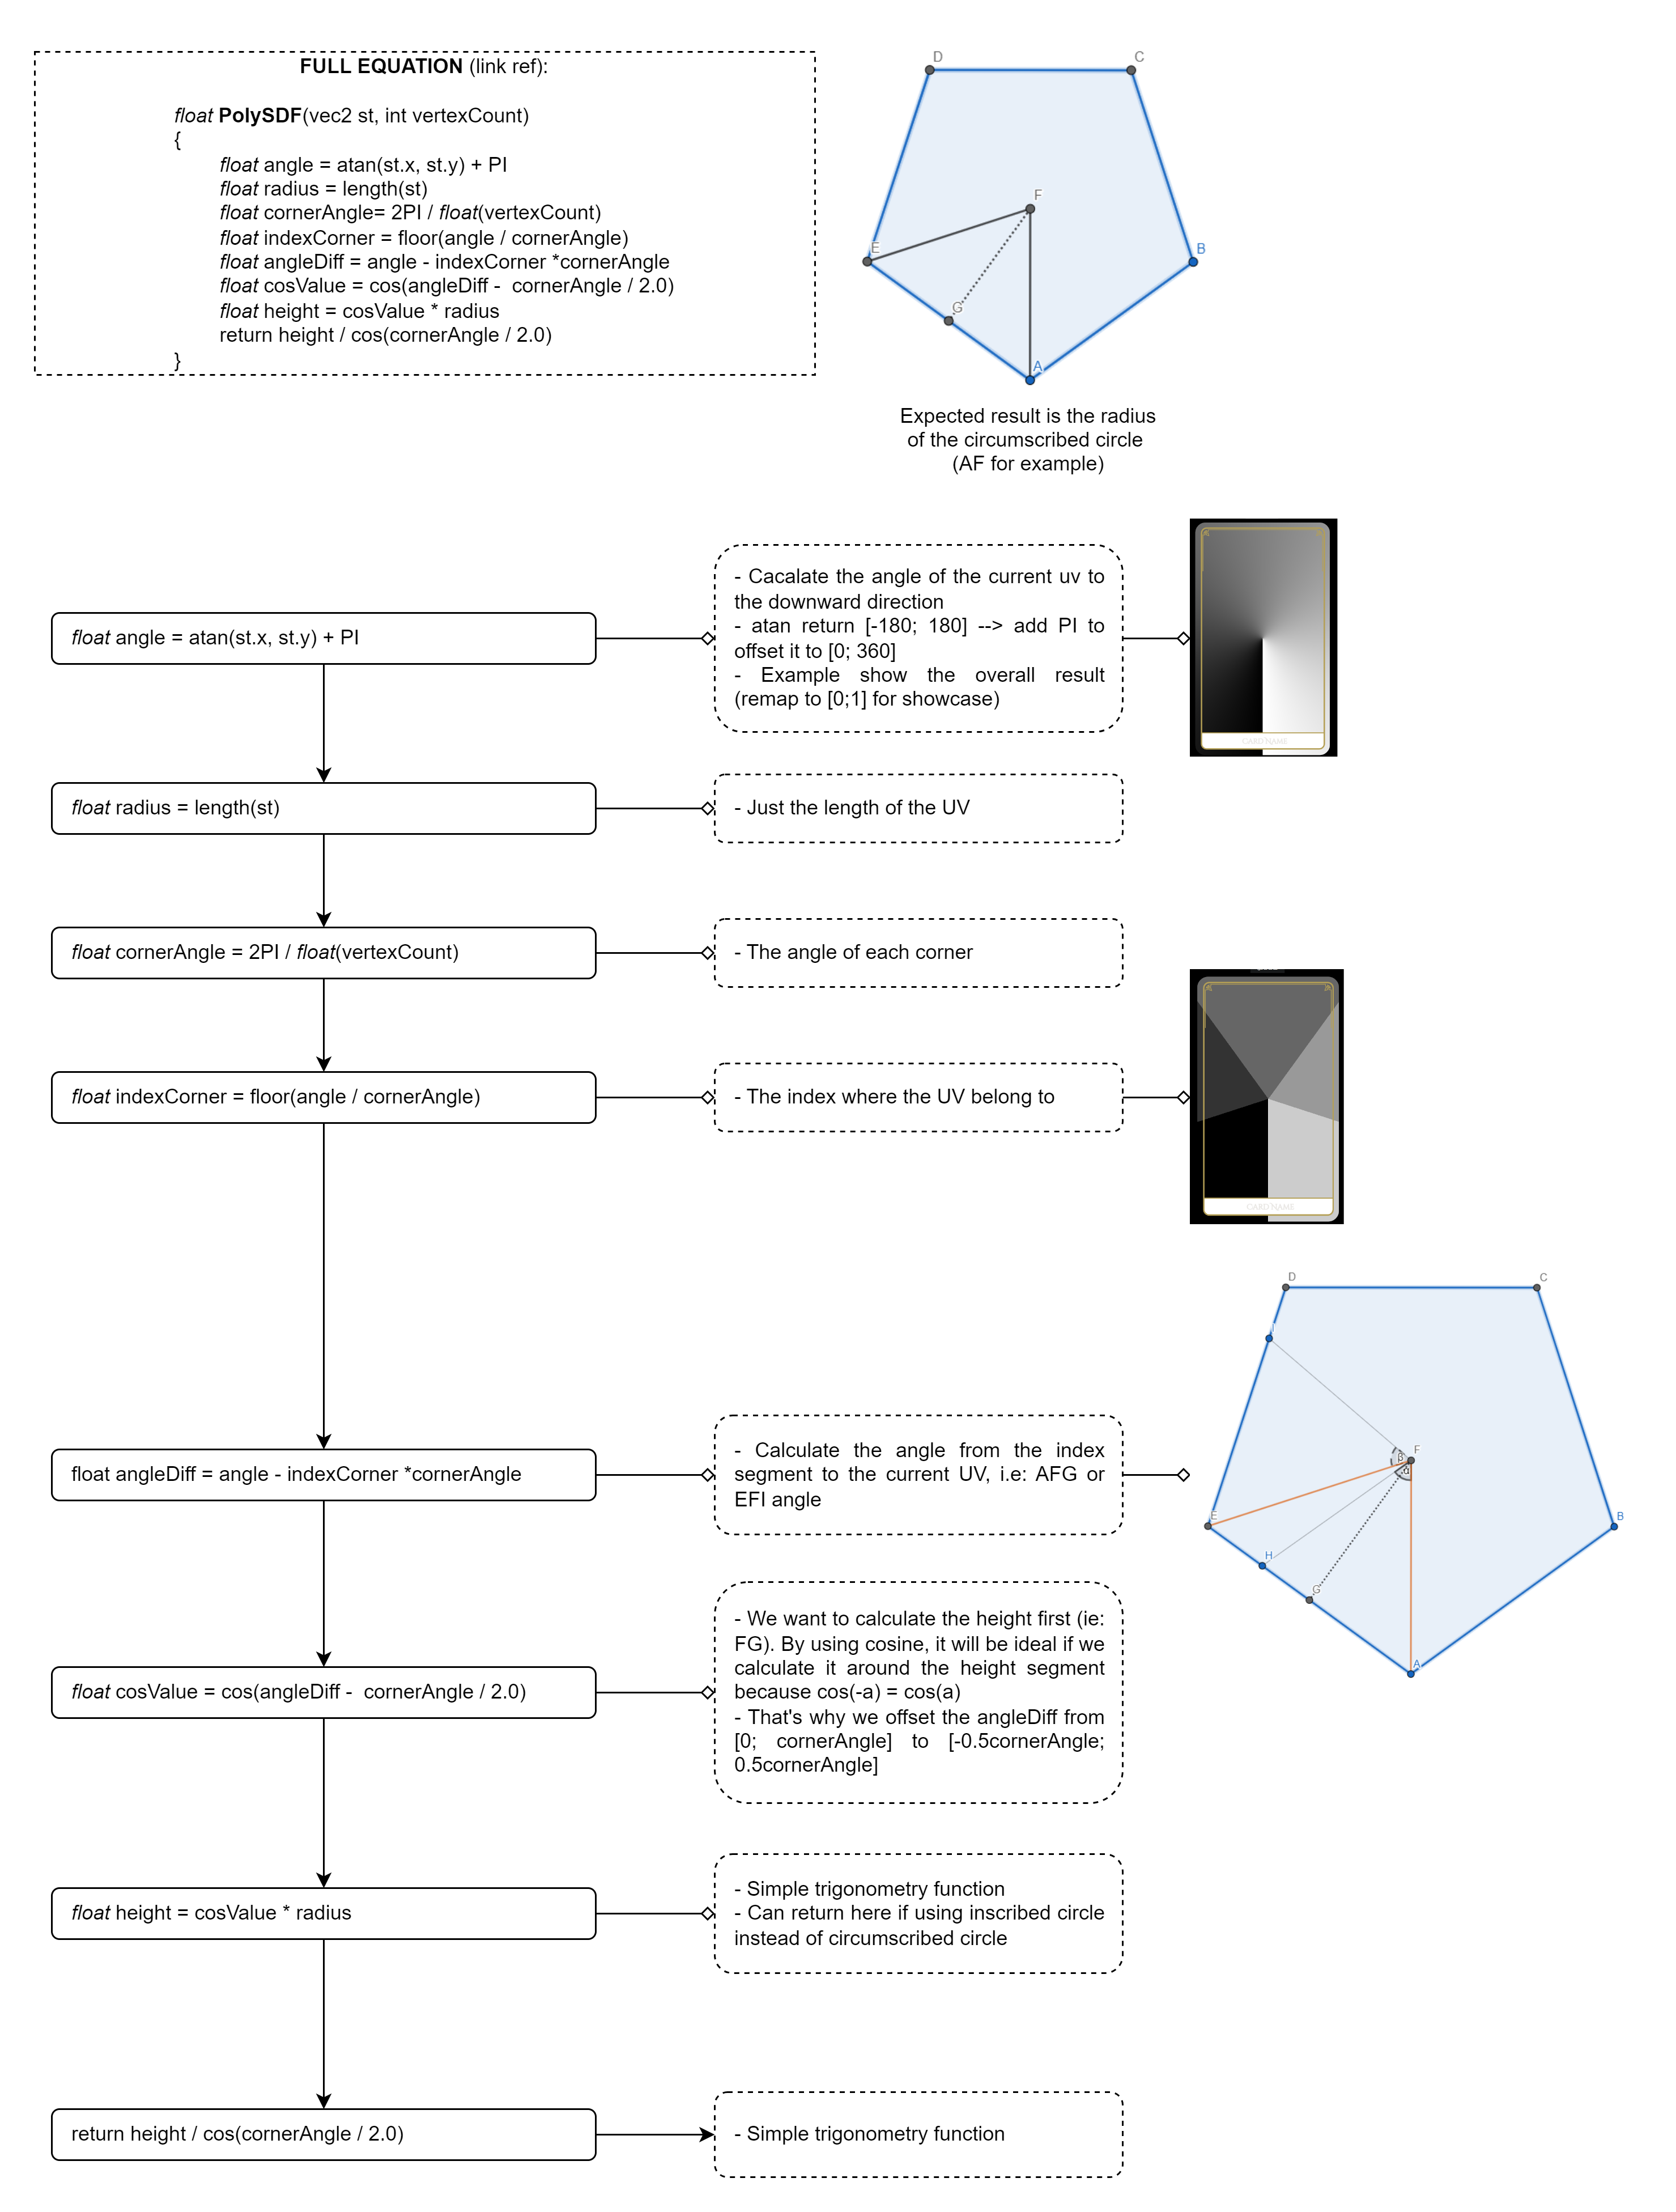 FULL EQUATION (link ref):
float PolySDF(vec2 st, int vertexCount)
{
float angle = atan(st.x, st.y) + PI
float radius = length(st)
float cornerAngle= 2PI / float(vertexCount)
float indexCorner = floor(angle / cornerAngle)
float angleDiff = angle - indexCorner *cornerAngle
float cosValue = cos(angleDiff -  cornerAngle / 2.0)
float height = cosValue * radius
return height / cos(cornerAngle / 2.0)
}
D
C
F
E
B
G
A
Expected result is the radius
of the circumscribed circle
(AF for example)
float angle = atan(st.x, st.y) + PI
- Cacalate the angle of the current uv to
the downward direction
- atan return [-180; 180] --> add PI to
offset it to [0; 360]
- Example show the overall result
(remap to [0;1] for showcase)
CARD NAME
float radius = length(st)
- Just the length of the UV
float cornerAngle = 2PI / float(vertexCount)
- The angle of each corner
float indexCorner = floor(angle / cornerAngle)
- The index where the UV belong to
CARD NAME
D
C
I
F
β
α
E
B
H
G
A
float angleDiff = angle - indexCorner *cornerAngle
- Calculate the angle from the index
segment to the current UV, i.e: AFG or
EFI angle
float cosValue = cos(angleDiff -  cornerAngle / 2.0)
- We want to calculate the height first (ie:
FG). By using cosine, it will be ideal if we
calculate it around the height segment
because cos(-a) = cos(a)
- That's why we offset the angleDiff from
[0; cornerAngle] to [-0.5cornerAngle;
0.5cornerAngle]
float height = cosValue * radius
- Simple trigonometry function
- Can return here if using inscribed circle
instead of circumscribed circle
return height / cos(cornerAngle / 2.0)
- Simple trigonometry function